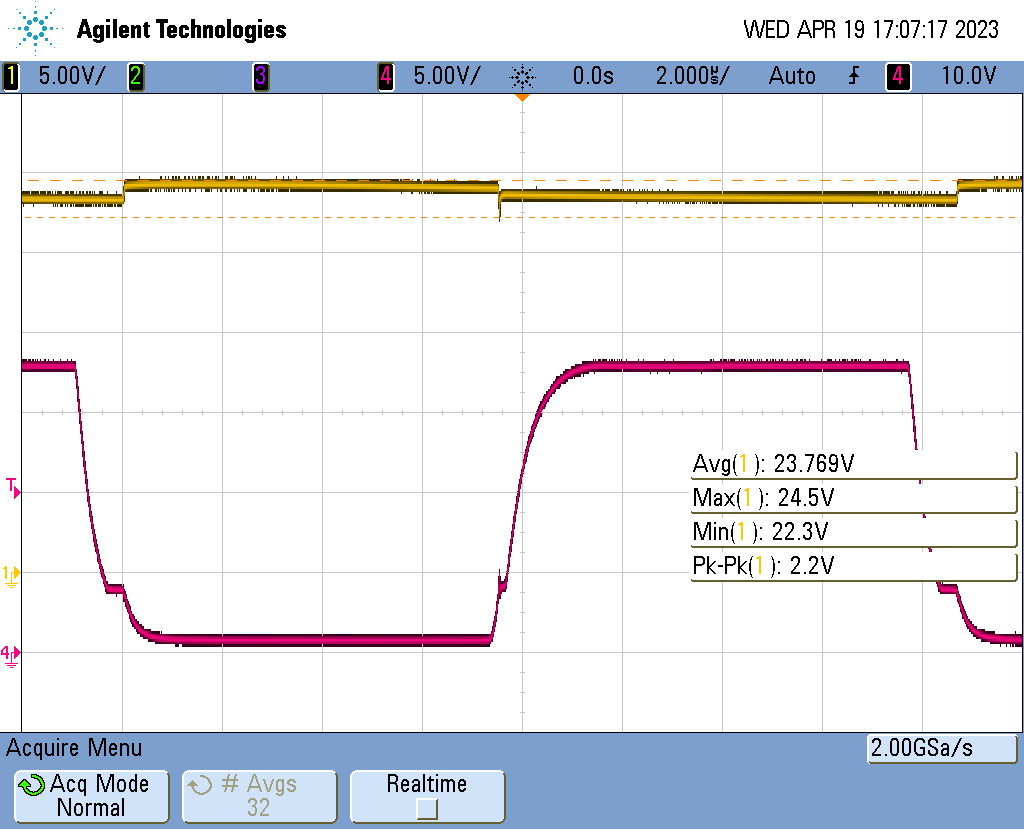 Agilent Technologies
WED APR 19 17:07:17 2023
1 5.00V/ 2 3 4 5.00V/ 0.0s 2.000µ/ Auto 4 10.0V
T
1
4
Avg(1): 23.769V
Max(1): 24.5V
Min(1): 22.3V
Pk-Pk(1): 2.2V
Acquire Menu
2.00GSa/s
Acq Mode
Normal
# Avgs
32
Realtime